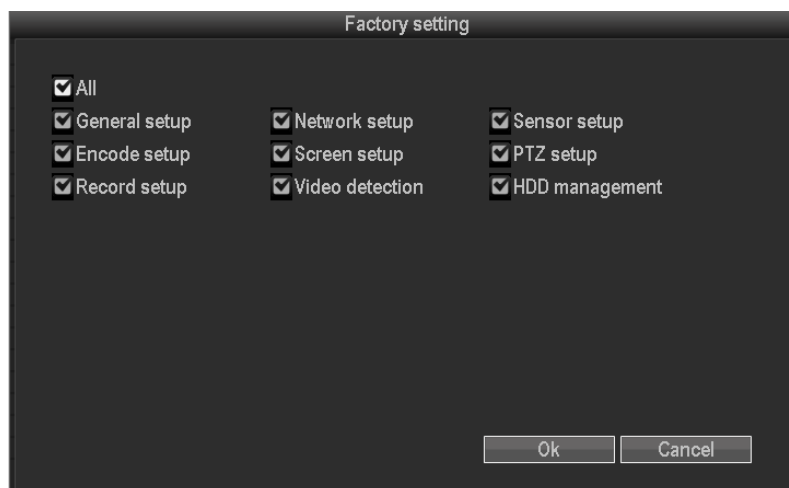 Factory setting
All
General setup Network setup Sensor setup
Encode setup Screen setup PTZ setup
Record setup Video detection HDD management
Ok Cancel